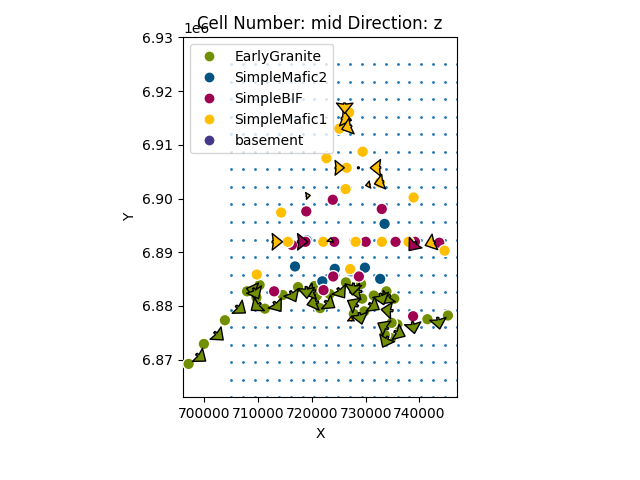 Cell Number: mid Direction: z
1e6
6.93
6.92
6.91
6.90
6.89
6.88
6.87
Y
EarlyGranite
SimpleMafic2
SimpleBIF
SimpleMafic1
basement
700000 710000 720000 730000 740000
X